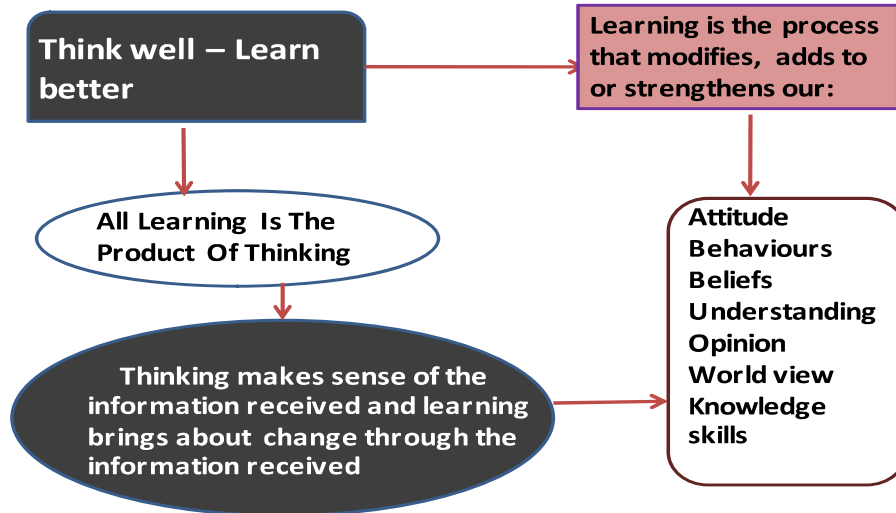 Think well – Learn
better
Learning is the process
that modifies, adds to
or strengthens our:
All Learning Is The
Product Of Thinking
Thinking makes sense of the
information received and learning
brings about change through the
information received
Attitude
Behaviours
Beliefs
Understanding
Opinion
World view
Knowledge
skills